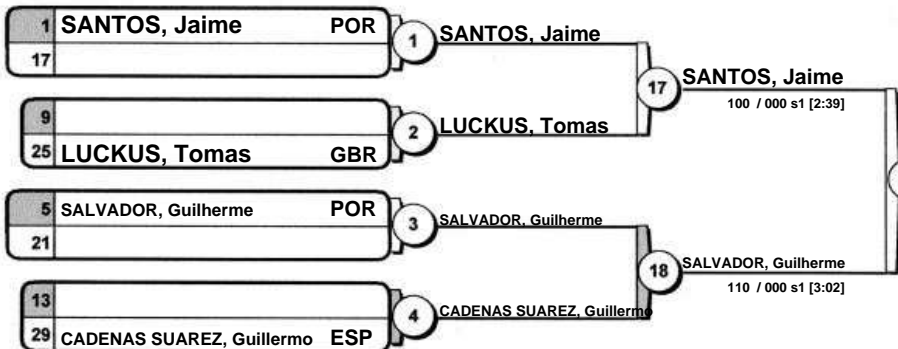 1 SANTOS, Jaime POR
17
1
SANTOS, Jaime
9
25 LUCKUS, Tomas GBR
2
LUCKUS, Tomas
17
SANTOS, Jaime
100 / 000 s1 [2:39]
5 SALVADOR, Guilherme POR
21
3
SALVADOR, Guilherme
13
29 CADENAS SUAREZ, Guillermo ESP
4
CADENAS SUAREZ, Guillermo
18
SALVADOR, Guilherme
110 / 000 s1 [3:02]